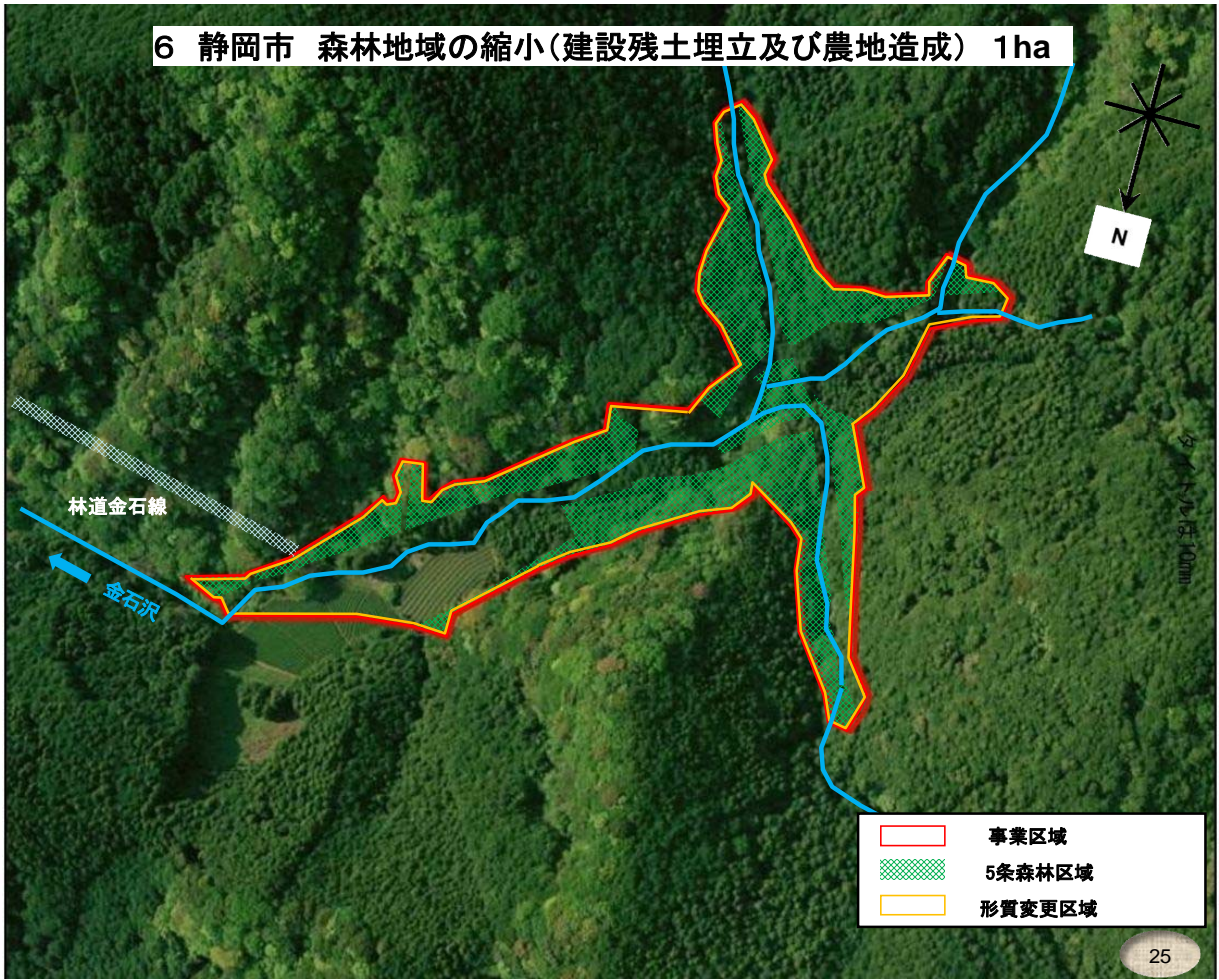 6 静岡市 森林地域の縮小(建設残土埋立及び農地造成) 1ha
N
林道金石線
金石沢
事業区域
5条森林区域
形質変更区域
25